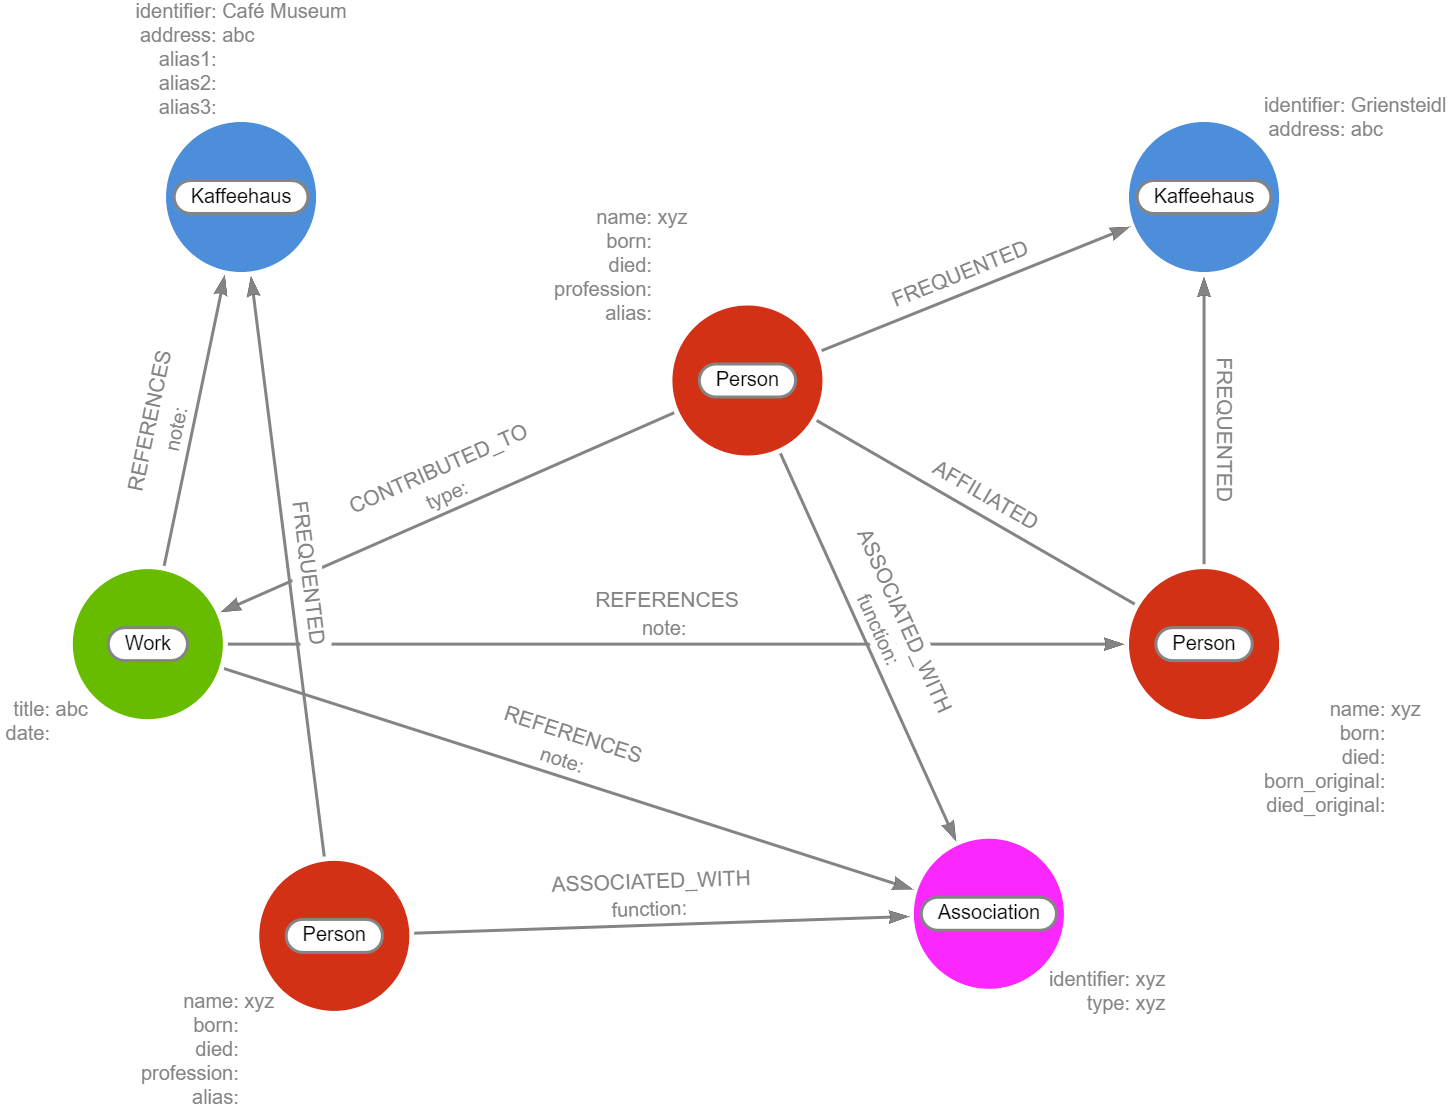 identifier: Café Museum
address: abc
alias1:
alias2:
alias3:
Kaffeehaus
identifier: Griensteidl
address: abc
Kaffeehaus
name: xyz
born:
died:
profession:
alias:
Person
FREQUENTED
FREQUENTED
REFERENCES
note:
CONTRIBUTED_TO
type:
AFFILIATED
FREQUENTED
ASSOCIATED_WITH
function:
REFERENCES
note:
Work
title: abc
date:
Person
name: xyz
born:
died:
born_original:
died_original:
REFERENCES
note:
ASSOCIATED_WITH
function:
Person
name: xyz
born:
died:
profession:
alias:
Association
identifier: xyz
type: xyz